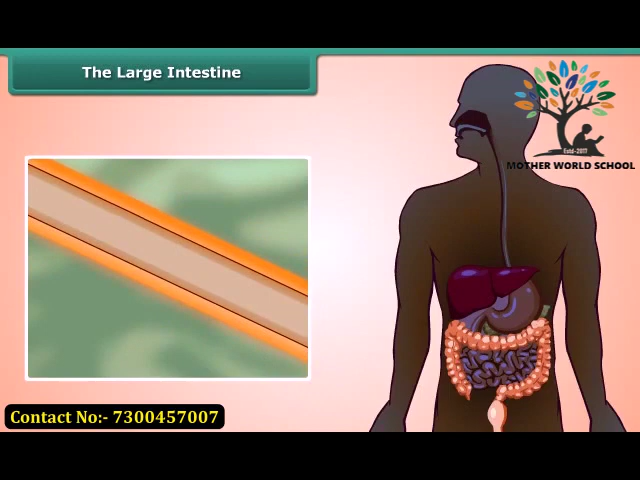 The Large Intestine
Estd-2017
MOTHER WORLD SCHOOL
Contact No:- 7300457007